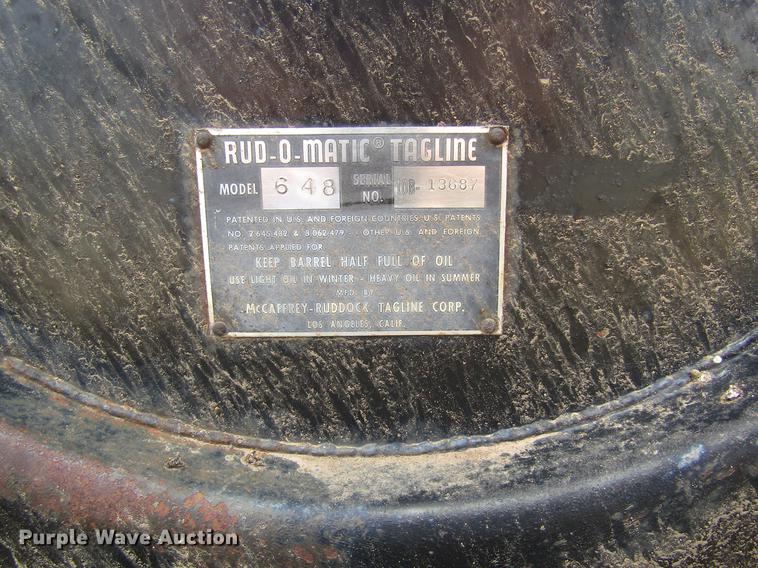 RUD-O-MATIC® TAGLINE
MODEL 648 SERIAL NO. 13687
PATENTED IN U.S. AND FOREIGN COUNTRIES U.S. PATENTS
NO. 2-645-482 & 3-062-479 - OTHER U.S. AND FOREIGN
PATENTS APPLIED FOR
KEEP BARREL HALF FULL OF OIL
USE LIGHT OIL IN WINTER - HEAVY OIL IN SUMMER
MFD. BY
McCAFFREY-RUDDOCK TAGLINE CORP.
LOS ANGELES, CALIF.
Purple Wave Auction